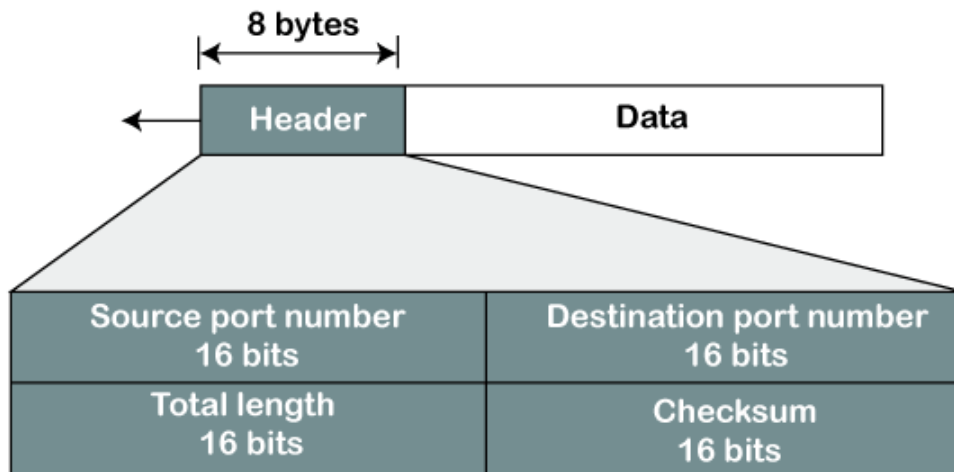 8 bytes
Header
Data
Source port number
16 bits
Destination port number
16 bits
Total length
16 bits
Checksum
16 bits